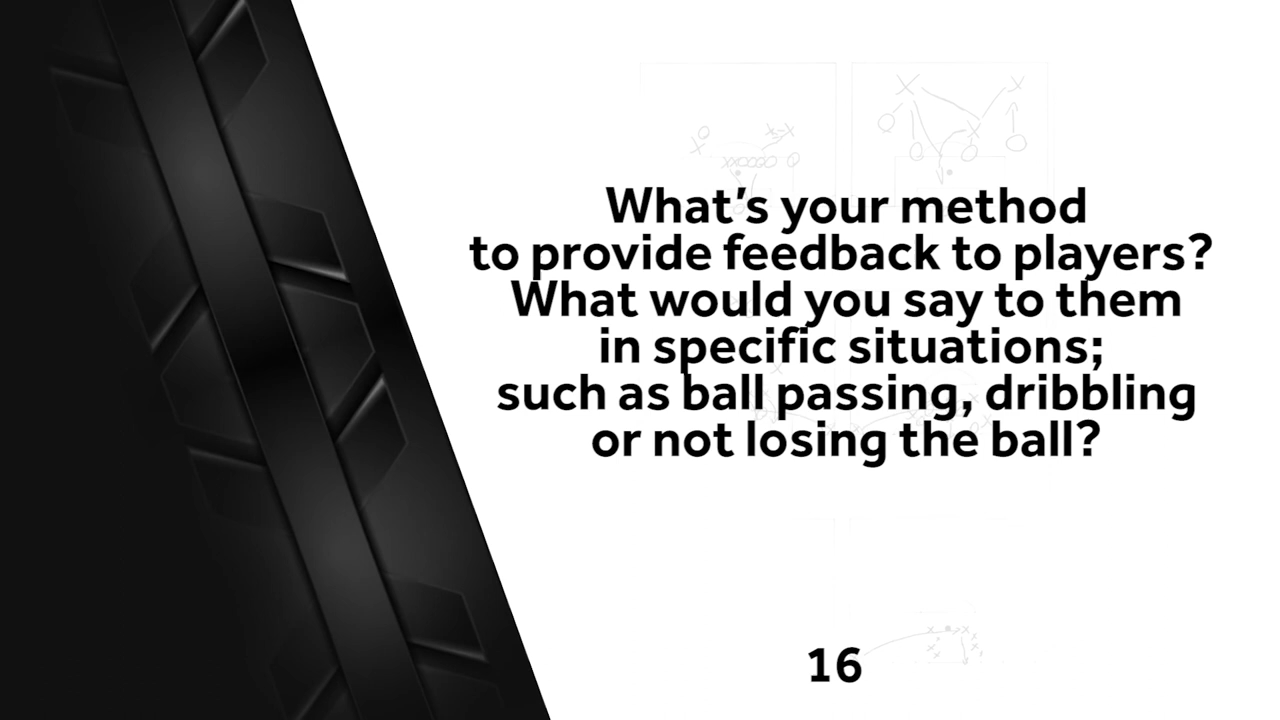 What's your method
to provide feedback to players?
What would you say to them
in specific situations;
such as ball passing, dribbling
or not losing the ball?
16